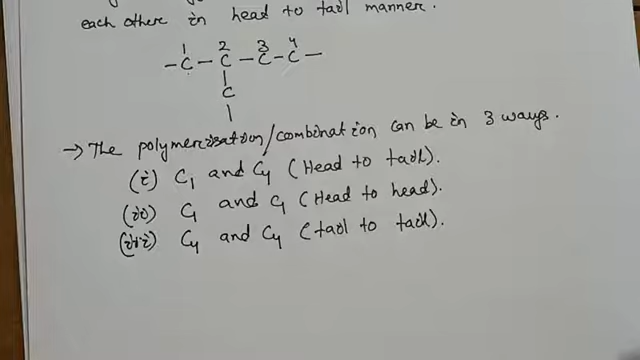 each othere in head to tail manner.
1 2 3 4
- C - C - C - C -
|
C
|
→ The polymerisation/combination can be in 3 ways.
(i) C1 and C4 (Head to tail).
(ii) C1 and C1 (Head to head).
(iii) C4 and C4 (tail to tail).